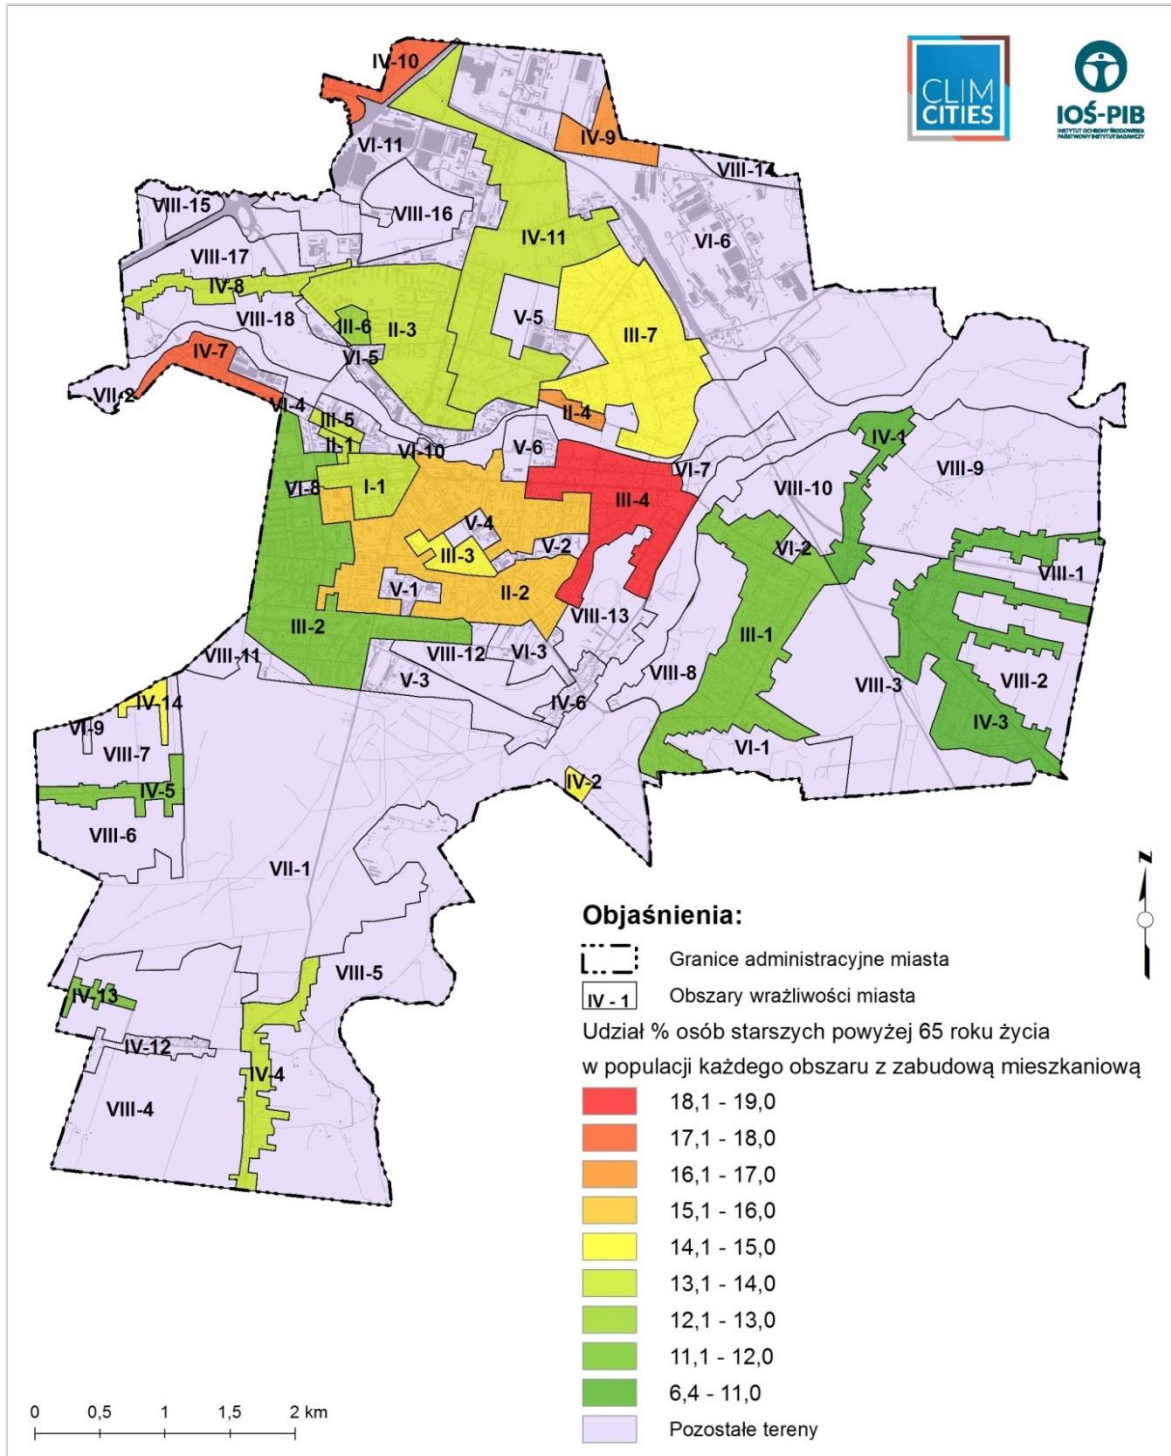 IV-10
CLIM
CITIES
IOŚ-PIB
INSTYTUT OCHRONY ŚRODOWISKA
PAŃSTWOWY INSTYTUT BADAWCZY
IV-9
VI-11
VIII-14
VIII-15
VIII-16
IV-11
VI-6
VIII-17
IV-8
VIII-18
III-6
II-3
V-5
III-7
VI-5
IV-7
VII-2
VI-4
III-5
II-4
II-1
VI-10
V-6
IV-1
VI-8
I-1
VI-7
VIII-9
III-4
VIII-10
V-4
V-2
III-3
VI-2
VIII-1
V-1
II-2
VIII-13
III-2
III-1
VIII-11
VIII-12
VI-3
V-3
VIII-8
VIII-3
VIII-2
IV-14
IV-6
IV-3
VI-9
VIII-7
VI-1
IV-5
IV-2
VIII-6
VII-1
z
Objaśnienia:
Granice administracyjne miasta
IV - 1 Obszary wrażliwości miasta
Udział % osób starszych powyżej 65 roku życia
w populacji każdego obszaru z zabudową mieszkaniową
18,1 - 19,0
17,1 - 18,0
16,1 - 17,0
15,1 - 16,0
14,1 - 15,0
13,1 - 14,0
12,1 - 13,0
11,1 - 12,0
6,4 - 11,0
Pozostałe tereny
VIII-5
IV-13
IV-12
IV-4
VIII-4
0 0,5 1 1,5 2 km